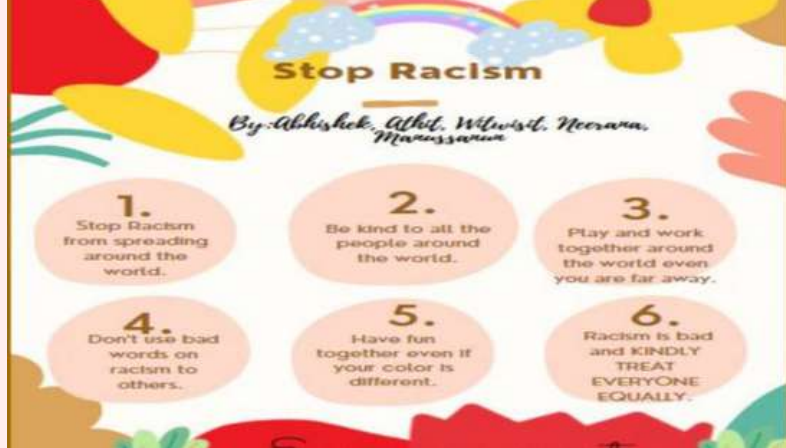 Stop Racism
By:Abhishek, Athit, Witwisit, Neerana,
Manussanun
1.
Stop Racism
from spreading
around the
world.
2.
Be kind to all the
people around
the world.
3.
Play and work
together around
the world even
you are far away.
4.
Don't use bad
words on
racism to
others.
5.
Have fun
together even if
your color is
different.
6.
Racism is bad
and KINDLY
TREAT
EVERYONE
EQUALLY.